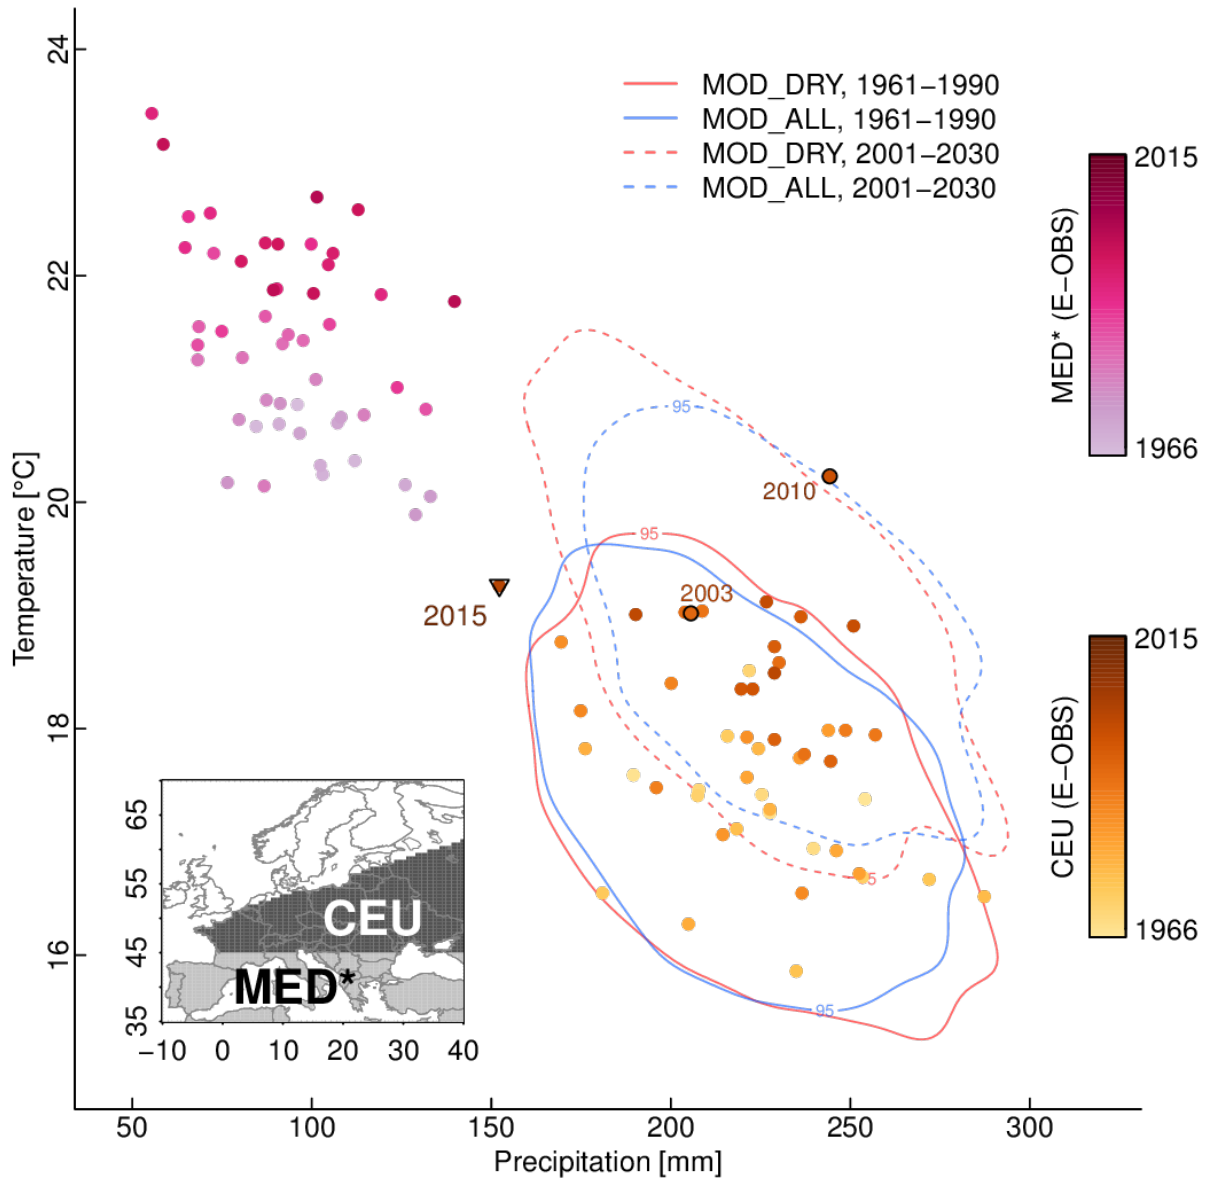 24
22
20
18
16
Temperature [°C]
MOD_DRY, 1961−1990
MOD_ALL, 1961−1990
MOD_DRY, 2001−2030
MOD_ALL, 2001−2030
2015
MED* (E−OBS)
1966
95
2010
95
2003
2015
2015
CEU (E−OBS)
1966
5
95
65
55
45
35
CEU
MED*
−10 0 10 20 30 40
50 100 150 200 250 300
Precipitation [mm]